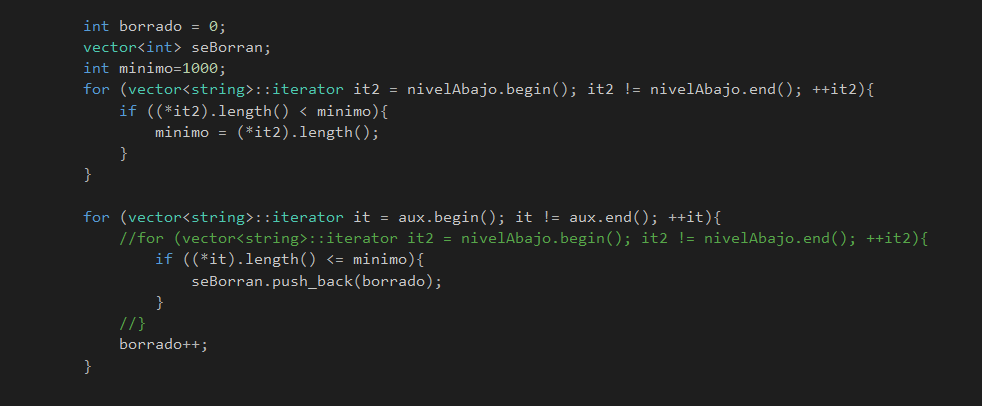 int borrado = 0;
vector<int> seBorran;
int minimo=1000;
for (vector<string>::iterator it2 = nivelAbajo.begin(); it2 != nivelAbajo.end(); ++it2){
    if ((*it2).length() < minimo){
        minimo = (*it2).length();
    }
}

for (vector<string>::iterator it = aux.begin(); it != aux.end(); ++it){
    //for (vector<string>::iterator it2 = nivelAbajo.begin(); it2 != nivelAbajo.end(); ++it2){
        if ((*it).length() <= minimo){
            seBorran.push_back(borrado);
        }
    //}
    borrado++;
}